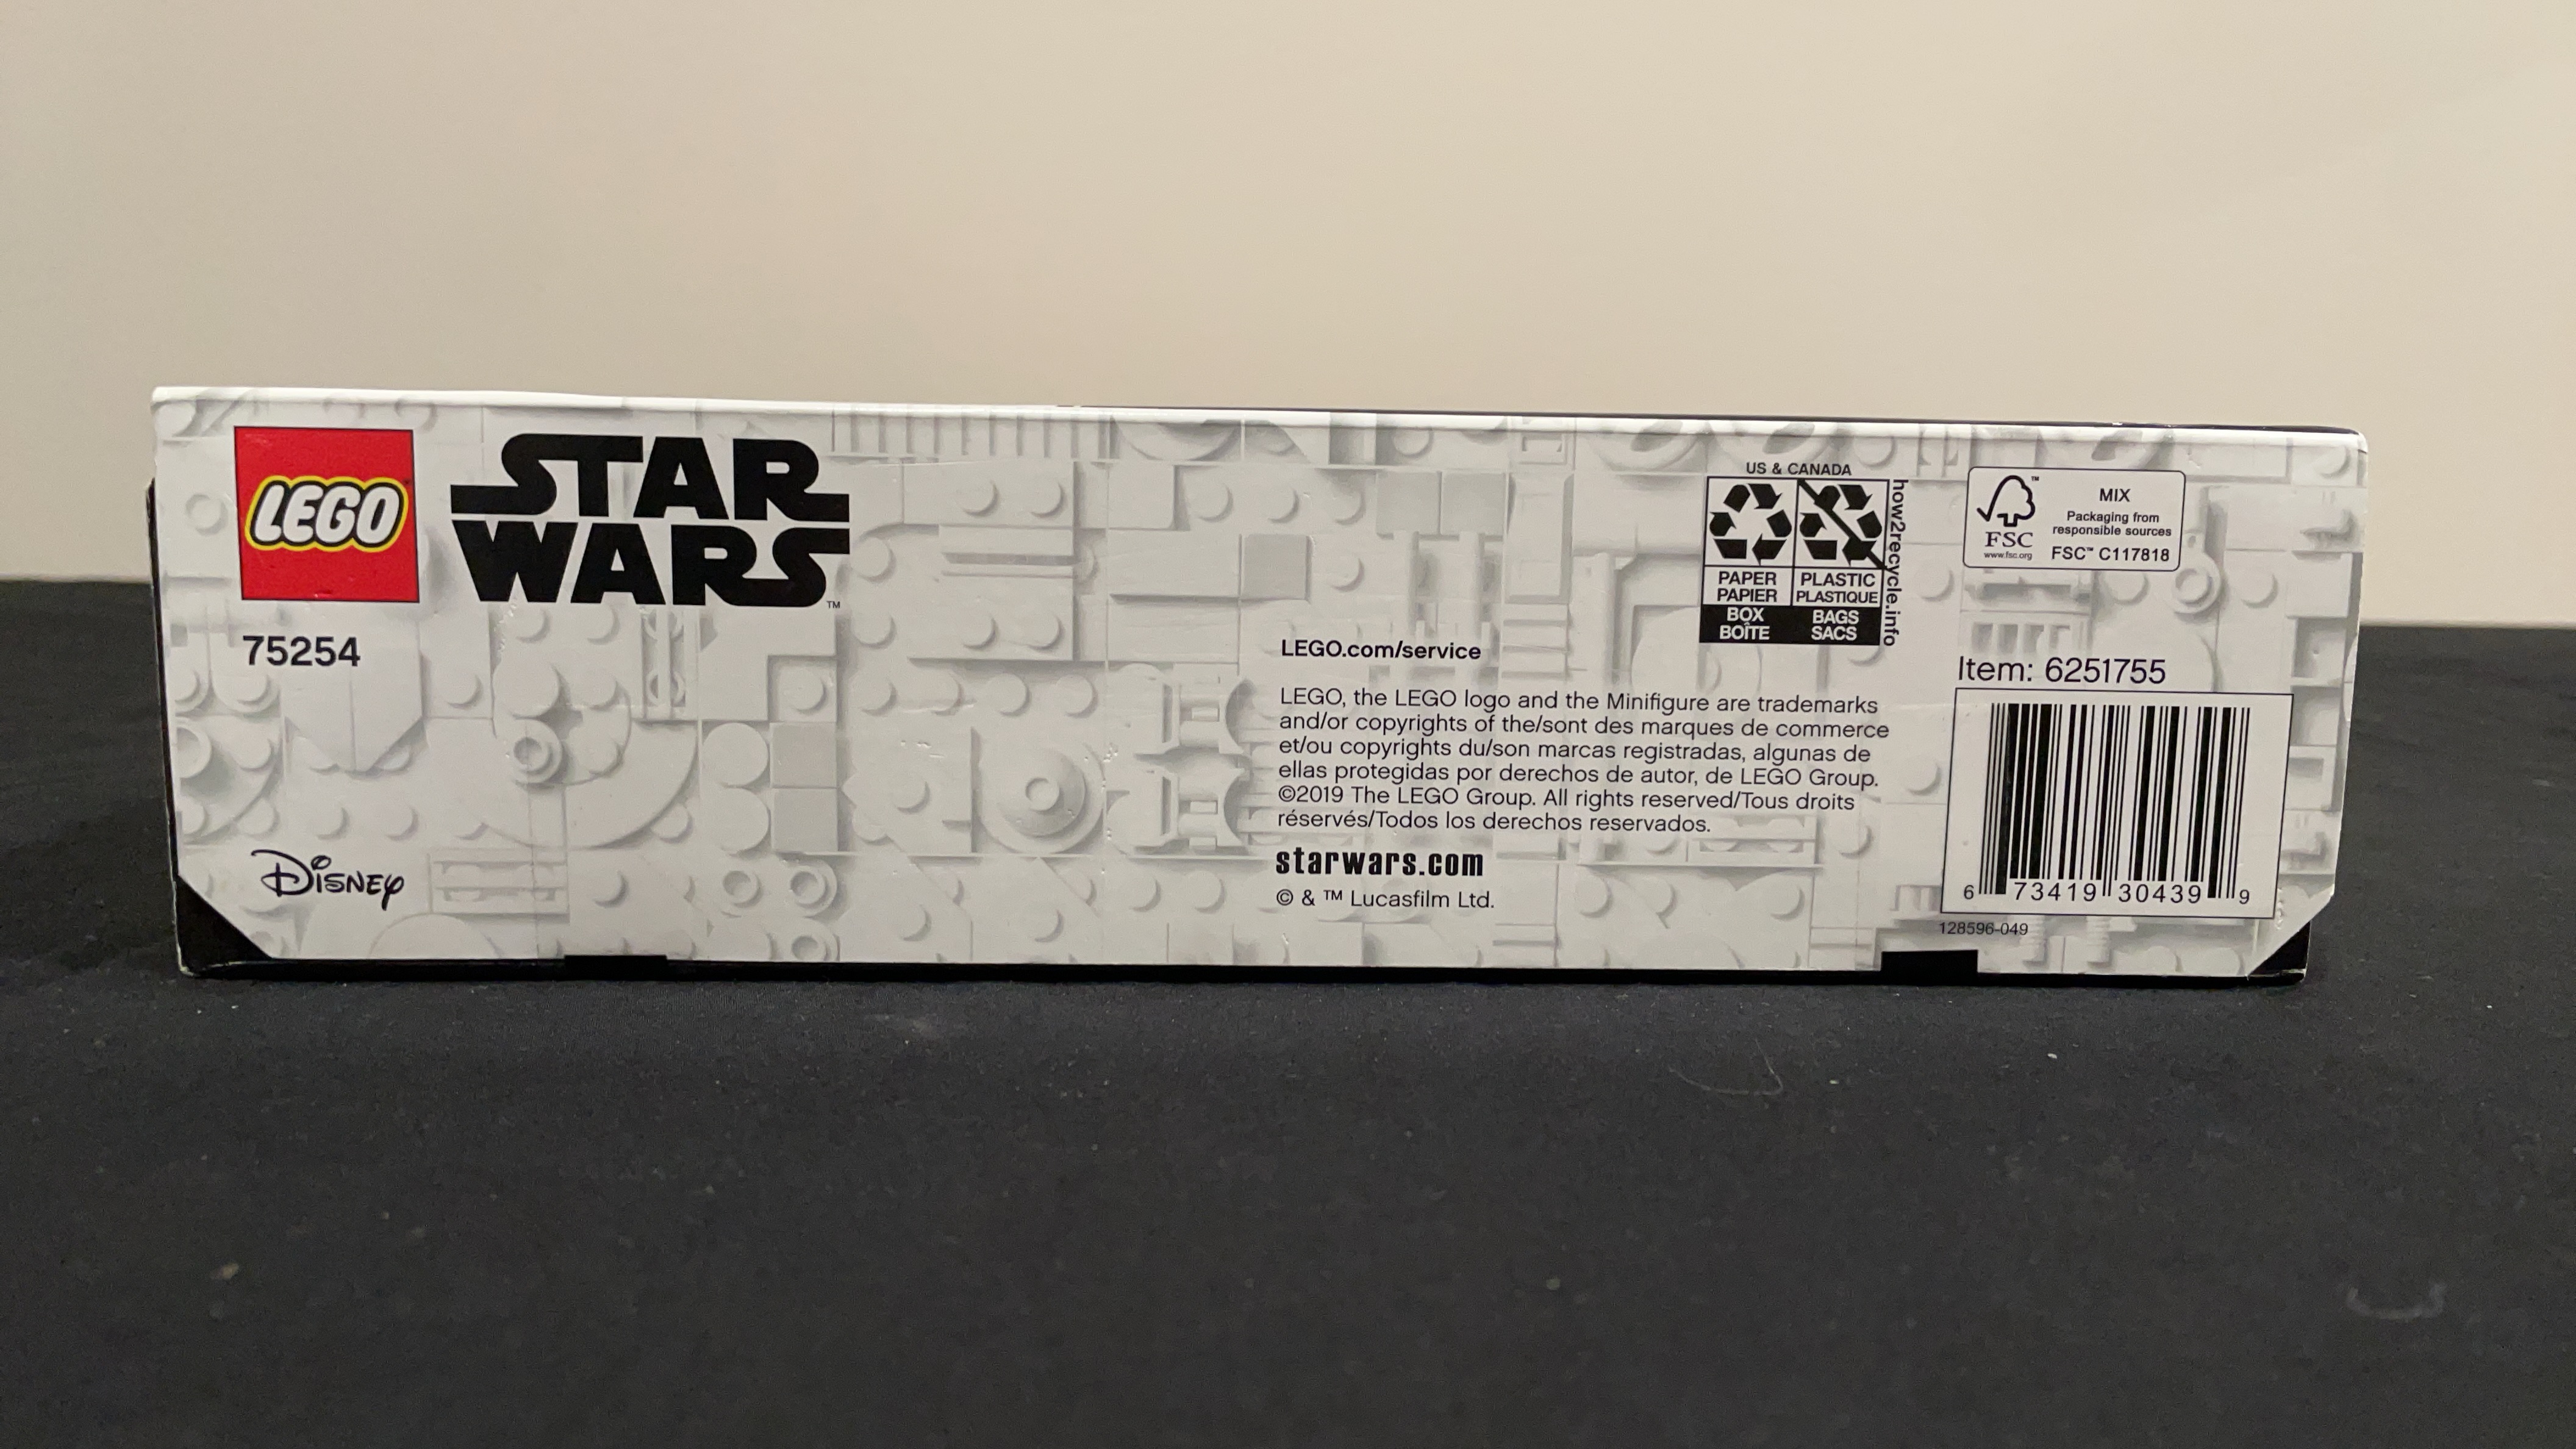 LEGO
STAR
WARS™
75254
Disney
LEGO.com/service
LEGO, the LEGO logo and the Minifigure are trademarks
and/or copyrights of the/sont des marques de commerce
et/ou copyrights du/son marcas registradas, algunas de
ellas protegidas por derechos de autor, de LEGO Group.
©2019 The LEGO Group. All rights reserved/Tous droits
réservés/Todos los derechos reservados.
starwars.com
© & ™ Lucasfilm Ltd.
US & CANADA
PAPER
PAPIER
BOX
BOÎTE
PLASTIC
PLASTIQUE
BAGS
SACS
how2recycle.info
FSC
www.fsc.org
MIX
Packaging from
responsible sources
FSC™ C117818
Item: 6251755
6 73419 30439 9
128596-049